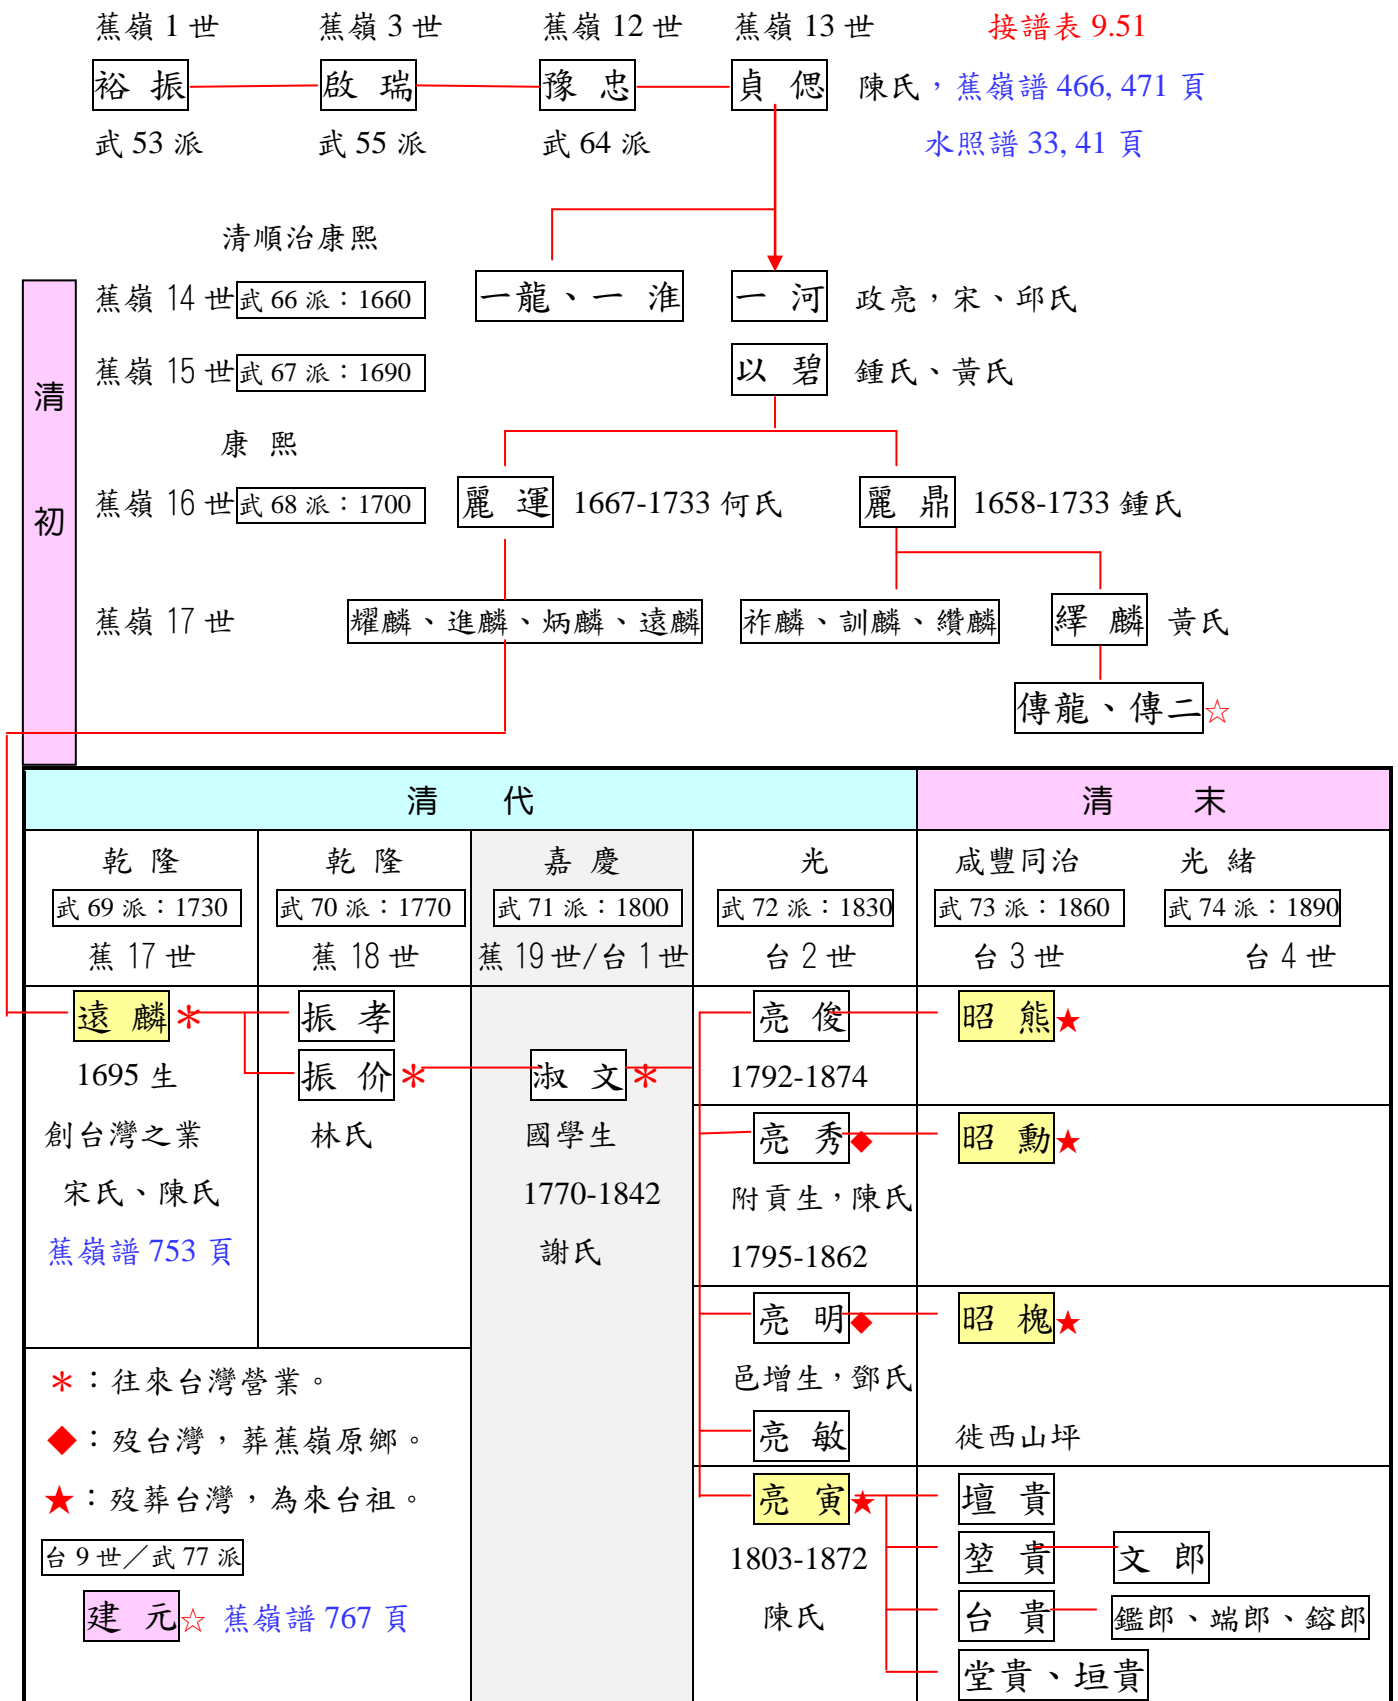 蕉嶺 1 世 蕉嶺 3 世 蕉嶺 12 世 蕉嶺 13 世 接譜表 9.51
裕 振 啟 瑞 豫 忠 貞 偲 陳氏，蕉嶺譜 466, 471 頁
武 53 派 武 55 派 武 64 派 水照譜 33, 41 頁
清順治康熙
蕉嶺 14 世 武 66 派：1660 一龍、一 淮 一 河 政亮，宋、邱氏
蕉嶺 15 世 武 67 派：1690 以 碧 鍾氏、黃氏
清 初
康 熙
蕉嶺 16 世 武 68 派：1700 麗 運 1667-1733 何氏 麗 鼎 1658-1733 鍾氏
蕉嶺 17 世 耀麟、進麟、炳麟、遠麟 祚麟、訓麟、纘麟 繹 麟 黃氏
傳龍、傳二☆
清 代 清 末
乾 隆 乾 隆 嘉 慶 光 咸豐同治 光 緒
武 69 派：1730 武 70 派：1770 武 71 派：1800 武 72 派：1830 武 73 派：1860 武 74 派：1890
蕉 17 世 蕉 18 世 蕉 19 世/台 1 世 台 2 世 台 3 世 台 4 世
遠 麟＊ 振 孝 亮 俊 昭 熊★
1695 生 振 价＊ 淑 文＊ 1792-1874
創台灣之業 林氏 國學生 亮 秀◆ 昭 勳★
宋氏、陳氏 1770-1842 附貢生，陳氏
蕉嶺譜 753 頁 謝氏 1795-1862
亮 明◆ 昭 槐★
＊：往來台灣營業。 邑增生，鄧氏
◆：歿台灣，葬蕉嶺原鄉。 亮 敏 徙西山坪
★：歿葬台灣，為來台祖。 亮 寅★ 壇 貴
台 9 世／武 77 派 1803-1872 堃 貴 文 郎
建 元☆ 蕉嶺譜 767 頁 陳氏 台 貴 鑑郎、端郎、鎔郎
堂貴、垣貴